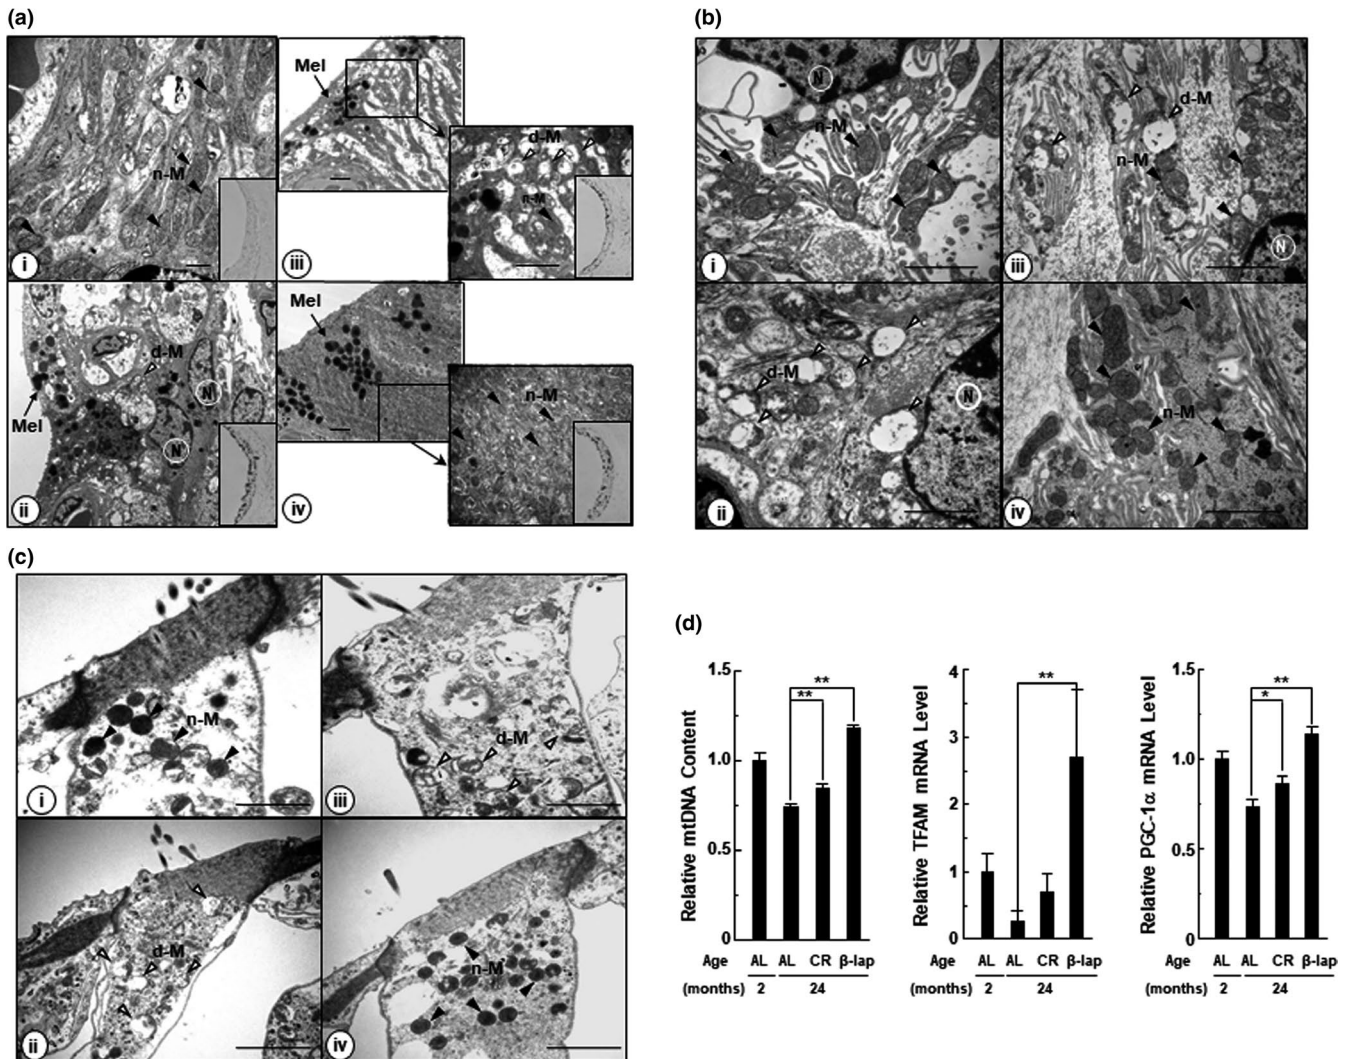 (a)
Mel
d-M
n-M
n-M
i
iii
Mel
d-M
n-M
N
N
Mel
ii
iv
(b)
N
d-M
n-M
n-M
N
i
iii
d-M
N
n-M
ii
iv
(c)
n-M
d-M
i
iii
d-M
n-M
ii
iv
(d)
Relative mtDNA Content
1.5
1.0
0.5
0
**
**
Age AL AL CR β-lap
(months) 2 24
Relative TFAM mRNA Level
4
3
2
1
0
**
Age AL AL CR β-lap
(months) 2 24
Relative PGC-1α mRNA Level
1.5
1.0
0.5
0
**
*
Age AL AL CR β-lap
(months) 2 24